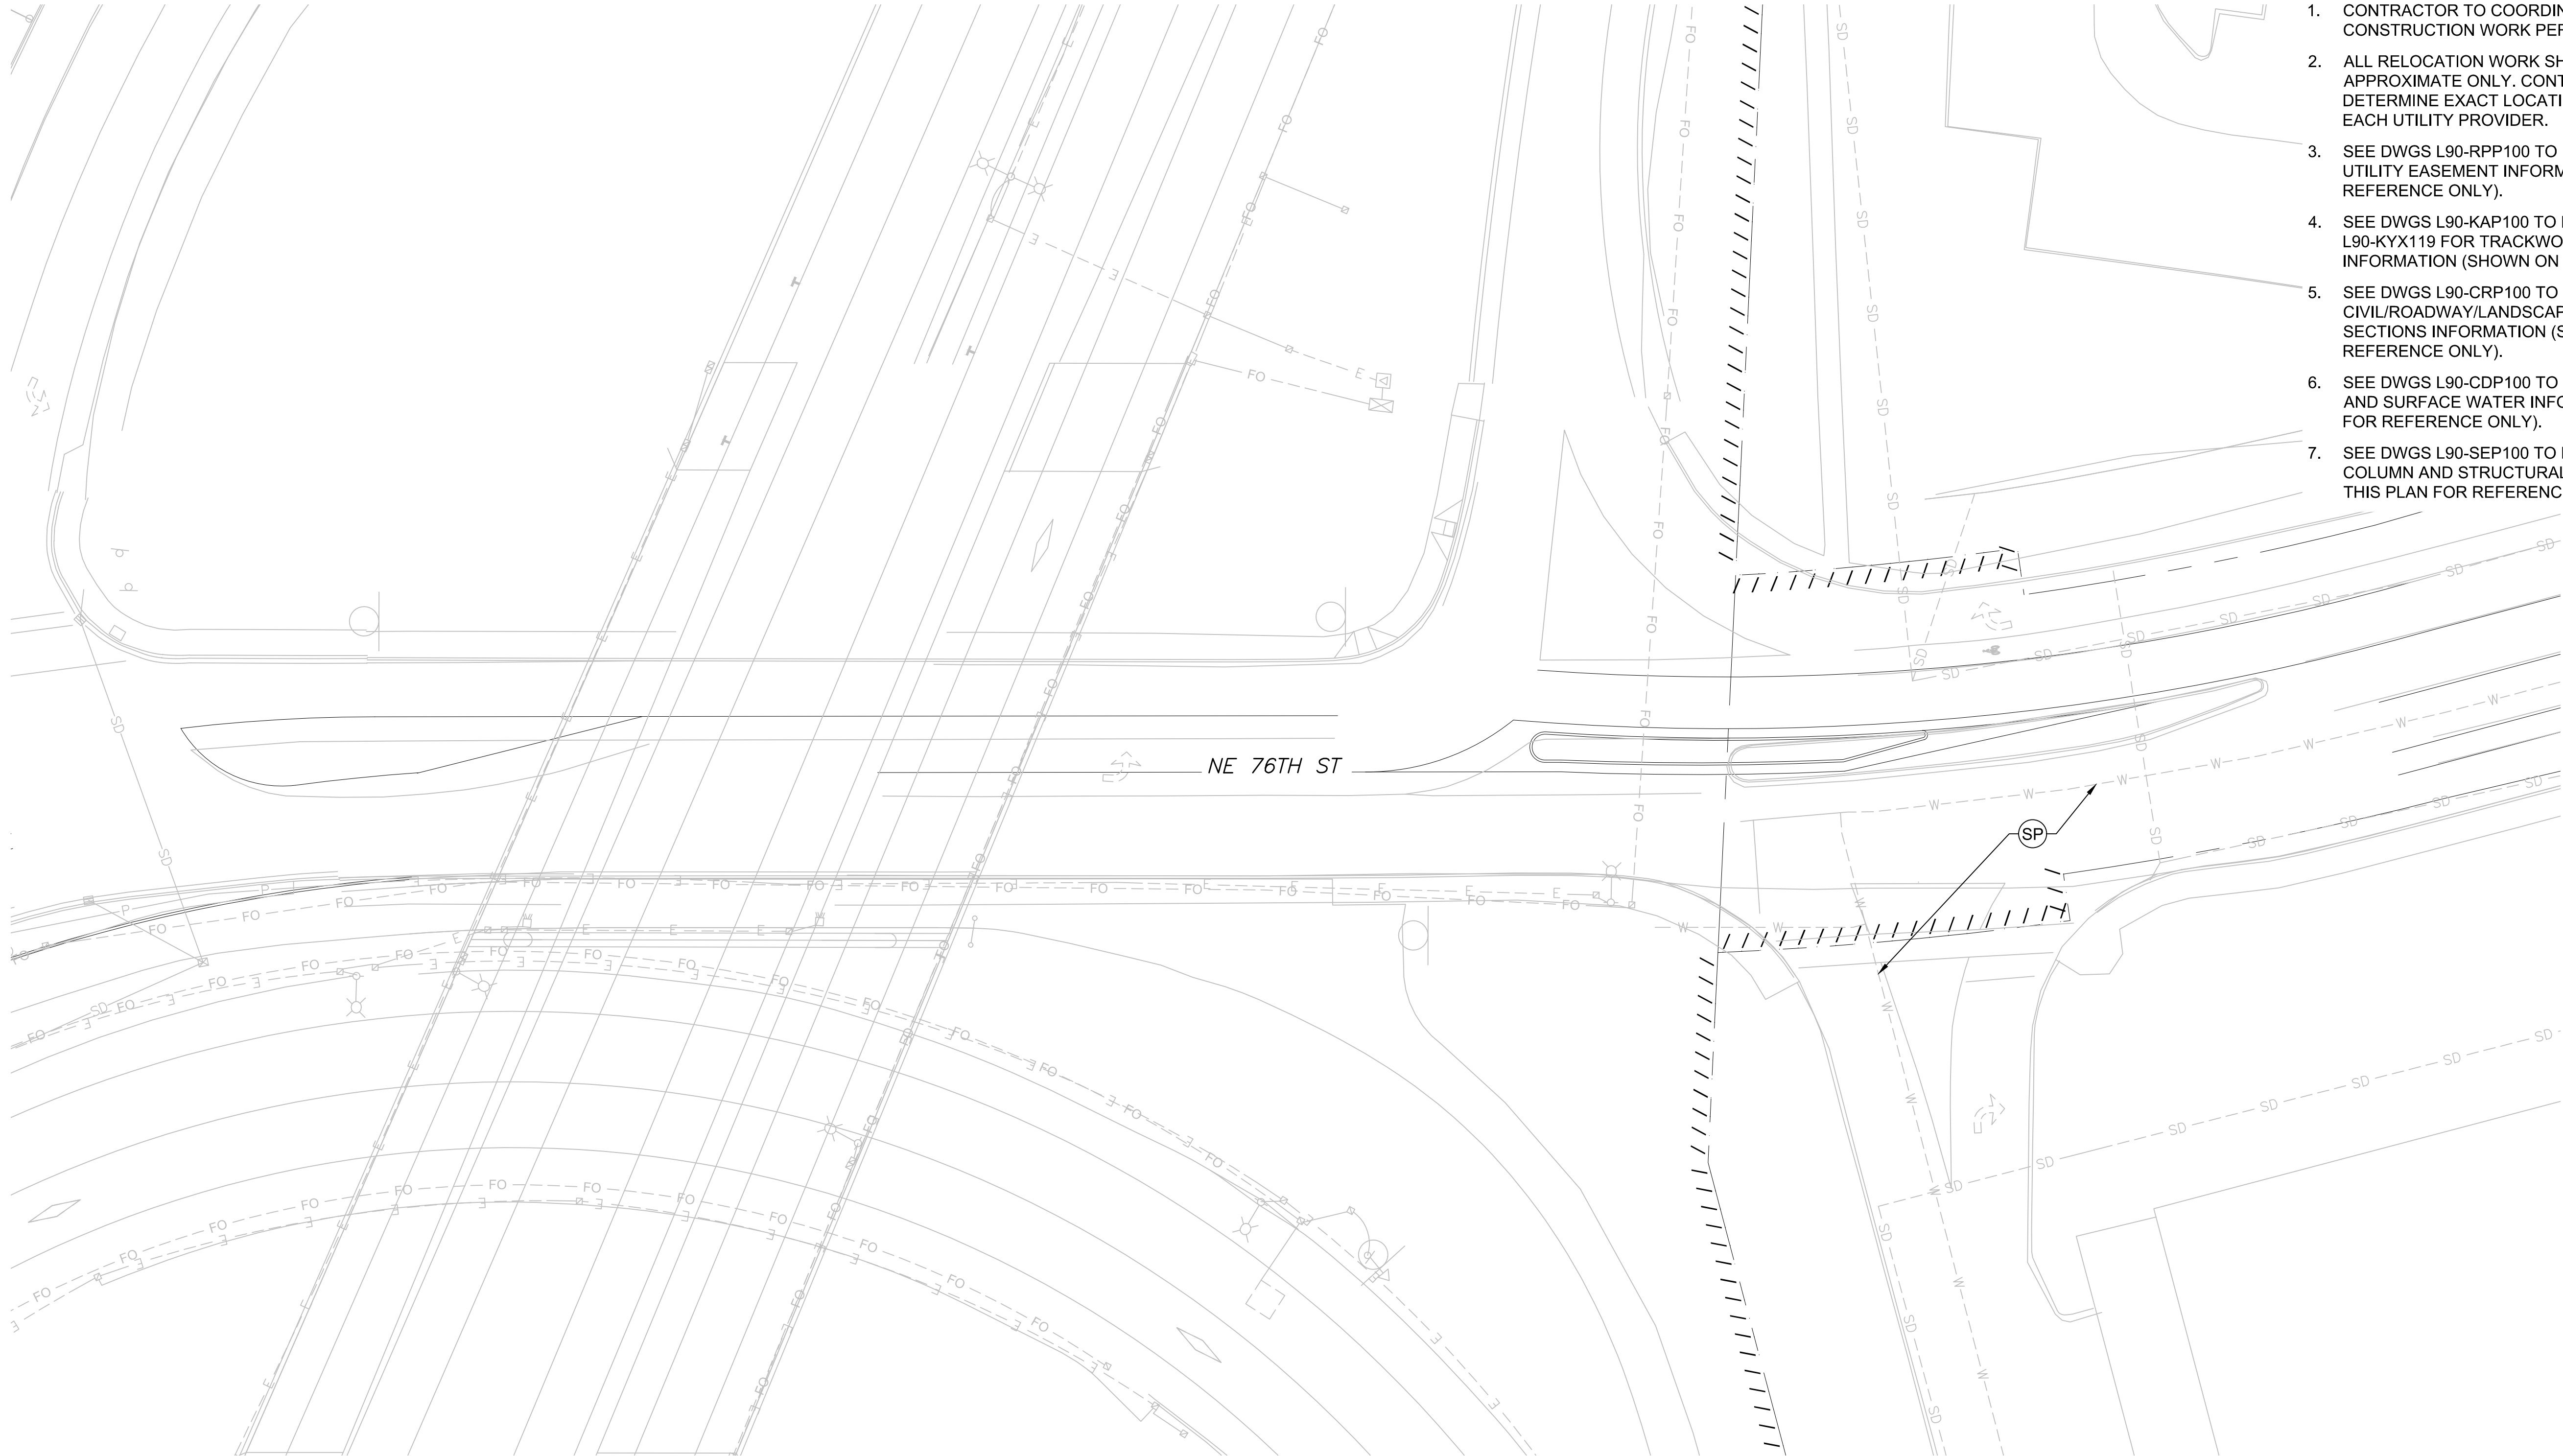 1. CONTRACTOR TO COORDIN
CONSTRUCTION WORK PER
2. ALL RELOCATION WORK SH
APPROXIMATE ONLY. CONT
DETERMINE EXACT LOCATI
EACH UTILITY PROVIDER.
3. SEE DWGS L90-RPP100 TO
UTILITY EASEMENT INFORM
REFERENCE ONLY).
4. SEE DWGS L90-KAP100 TO
L90-KYX119 FOR TRACKWO
INFORMATION (SHOWN ON
5. SEE DWGS L90-CRP100 TO
CIVIL/ROADWAY/LANDSCAP
SECTIONS INFORMATION (S
REFERENCE ONLY).
6. SEE DWGS L90-CDP100 TO
AND SURFACE WATER INFO
FOR REFERENCE ONLY).
7. SEE DWGS L90-SEP100 TO
COLUMN AND STRUCTURAL
THIS PLAN FOR REFERENC
NE 76TH ST
SP